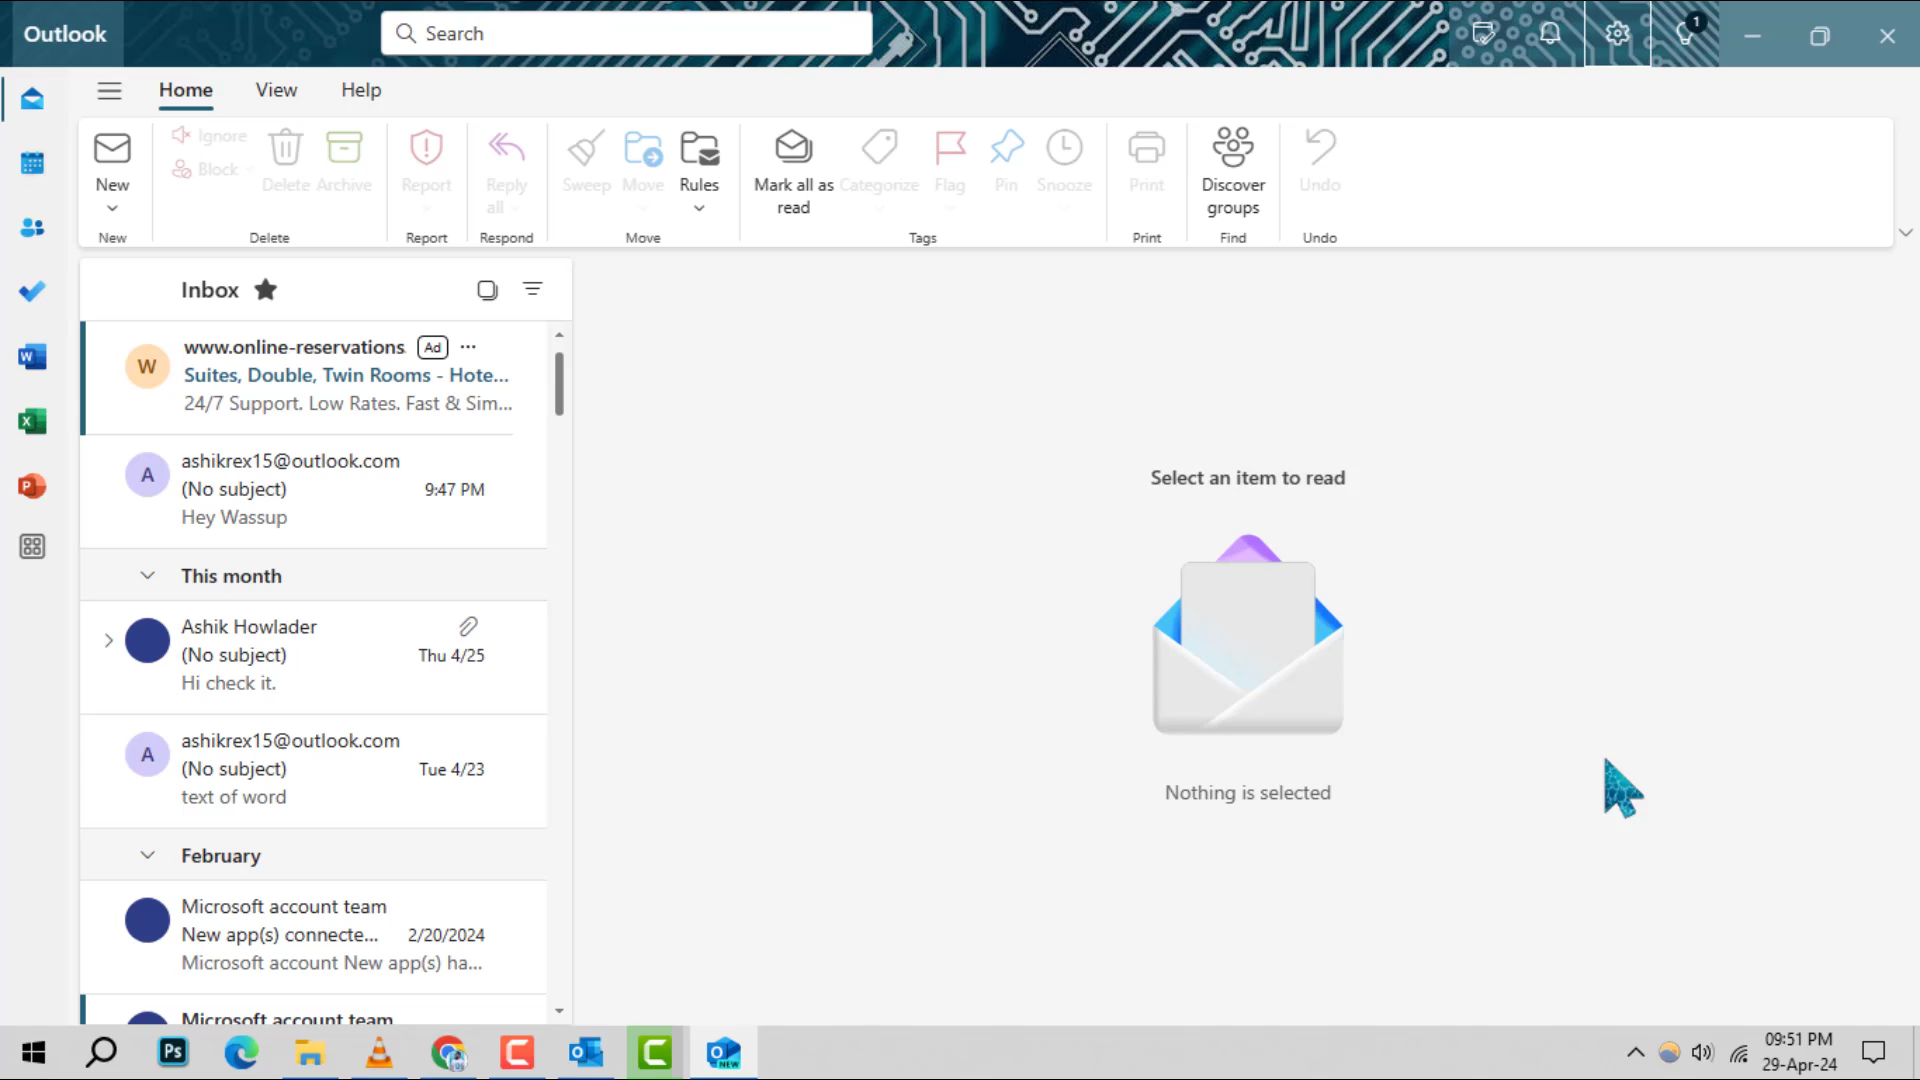 Outlook
Search
1
Home View Help
New
Ignore
Block
Delete
Archive
Report
Reply all
Sweep
Move
Rules
Mark all as read
Categorize
Flag
Pin
Snooze
Print
Discover groups
Undo
New Delete Report Respond Move Tags Print Find Undo
Inbox
W
www.online-reservations. Ad
Suites, Double, Twin Rooms - Hote...
24/7 Support. Low Rates. Fast & Sim...
A
ashikrex15@outlook.com
(No subject) 9:47 PM
Hey Wassup
This month
Ashik Howlader
(No subject) Thu 4/25
Hi check it.
A
ashikrex15@outlook.com
(No subject) Tue 4/23
text of word
February
Microsoft account team
New app(s) connecte... 2/20/2024
Microsoft account New app(s) ha...
Microsoft account team
Select an item to read
Nothing is selected
W
X
P
Ps
C
O
C
O
NEW
09:51 PM
29-Apr-24